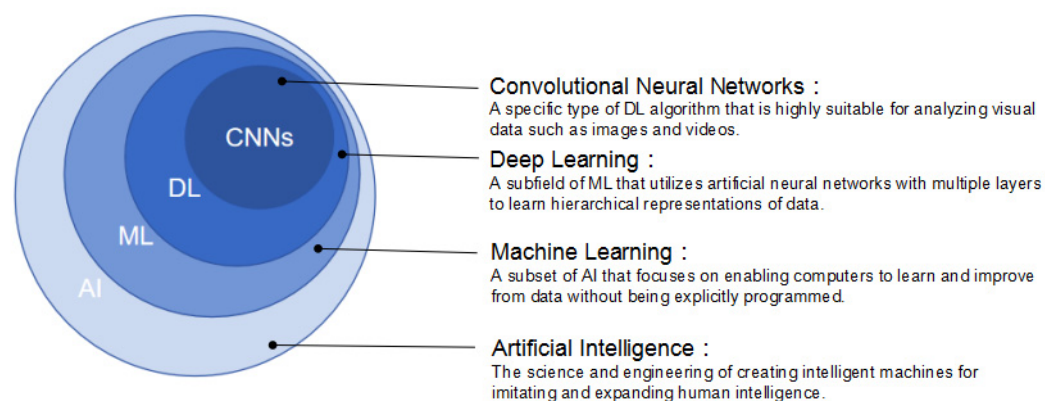 CNNs
DL
ML
AI
Convolutional Neural Networks：
A specific type of DL algorithm that is highly suitable for analyzing visual
data such as images and videos.
Deep Learning：
A subfield of ML that utilizes artificial neural networks with multiple layers
to learn hierarchical representations of data.
Machine Learning：
A subset of AI that focuses on enabling computers to learn and improve
from data without being explicitly programmed.
Artificial Intelligence：
The science and engineering of creating intelligent machines for
imitating and expanding human intelligence.